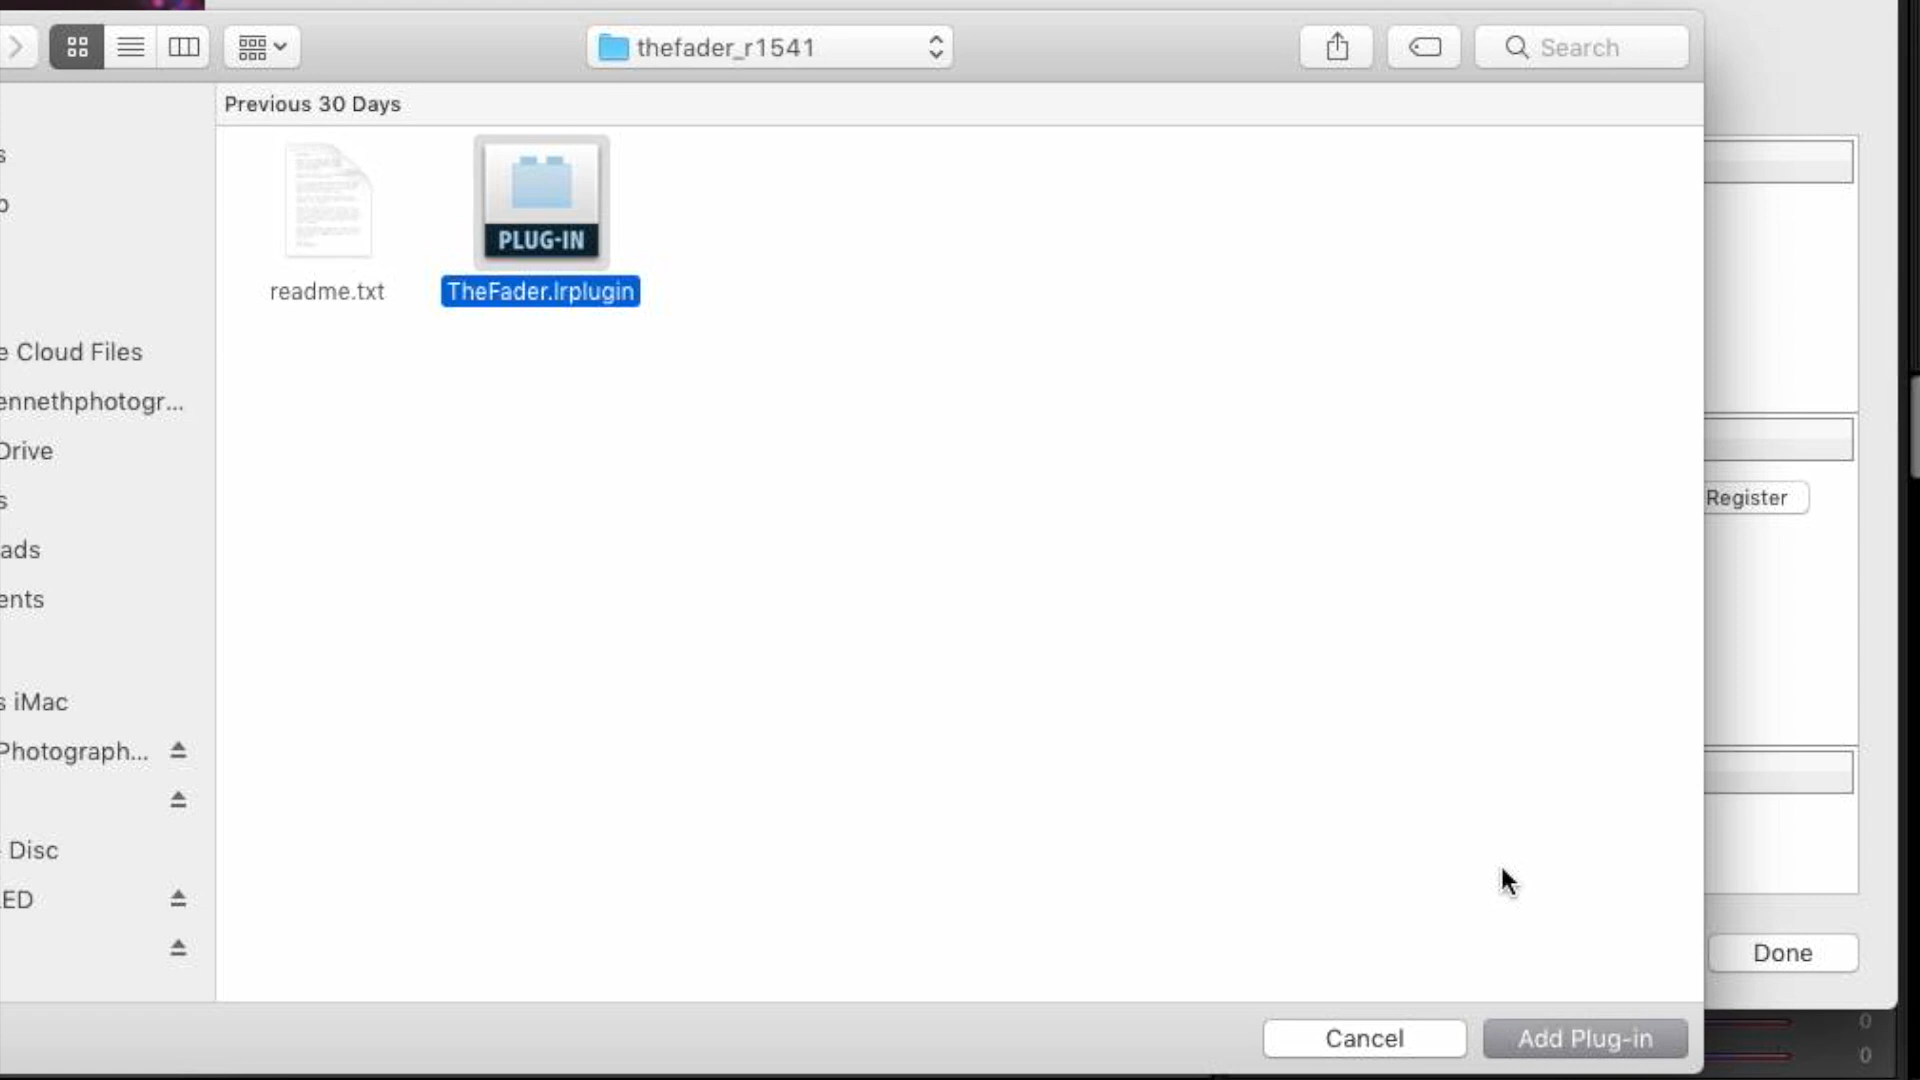 thefader_r1541
Search
Previous 30 Days
PLUG-IN
readme.txt
TheFader.lrplugin
s
e Cloud Files
ennethphotogr...
Drive
s
ads
ents
s iMac
Photograph...
Disc
ED
Register
Done
Cancel
Add Plug-in
0
0